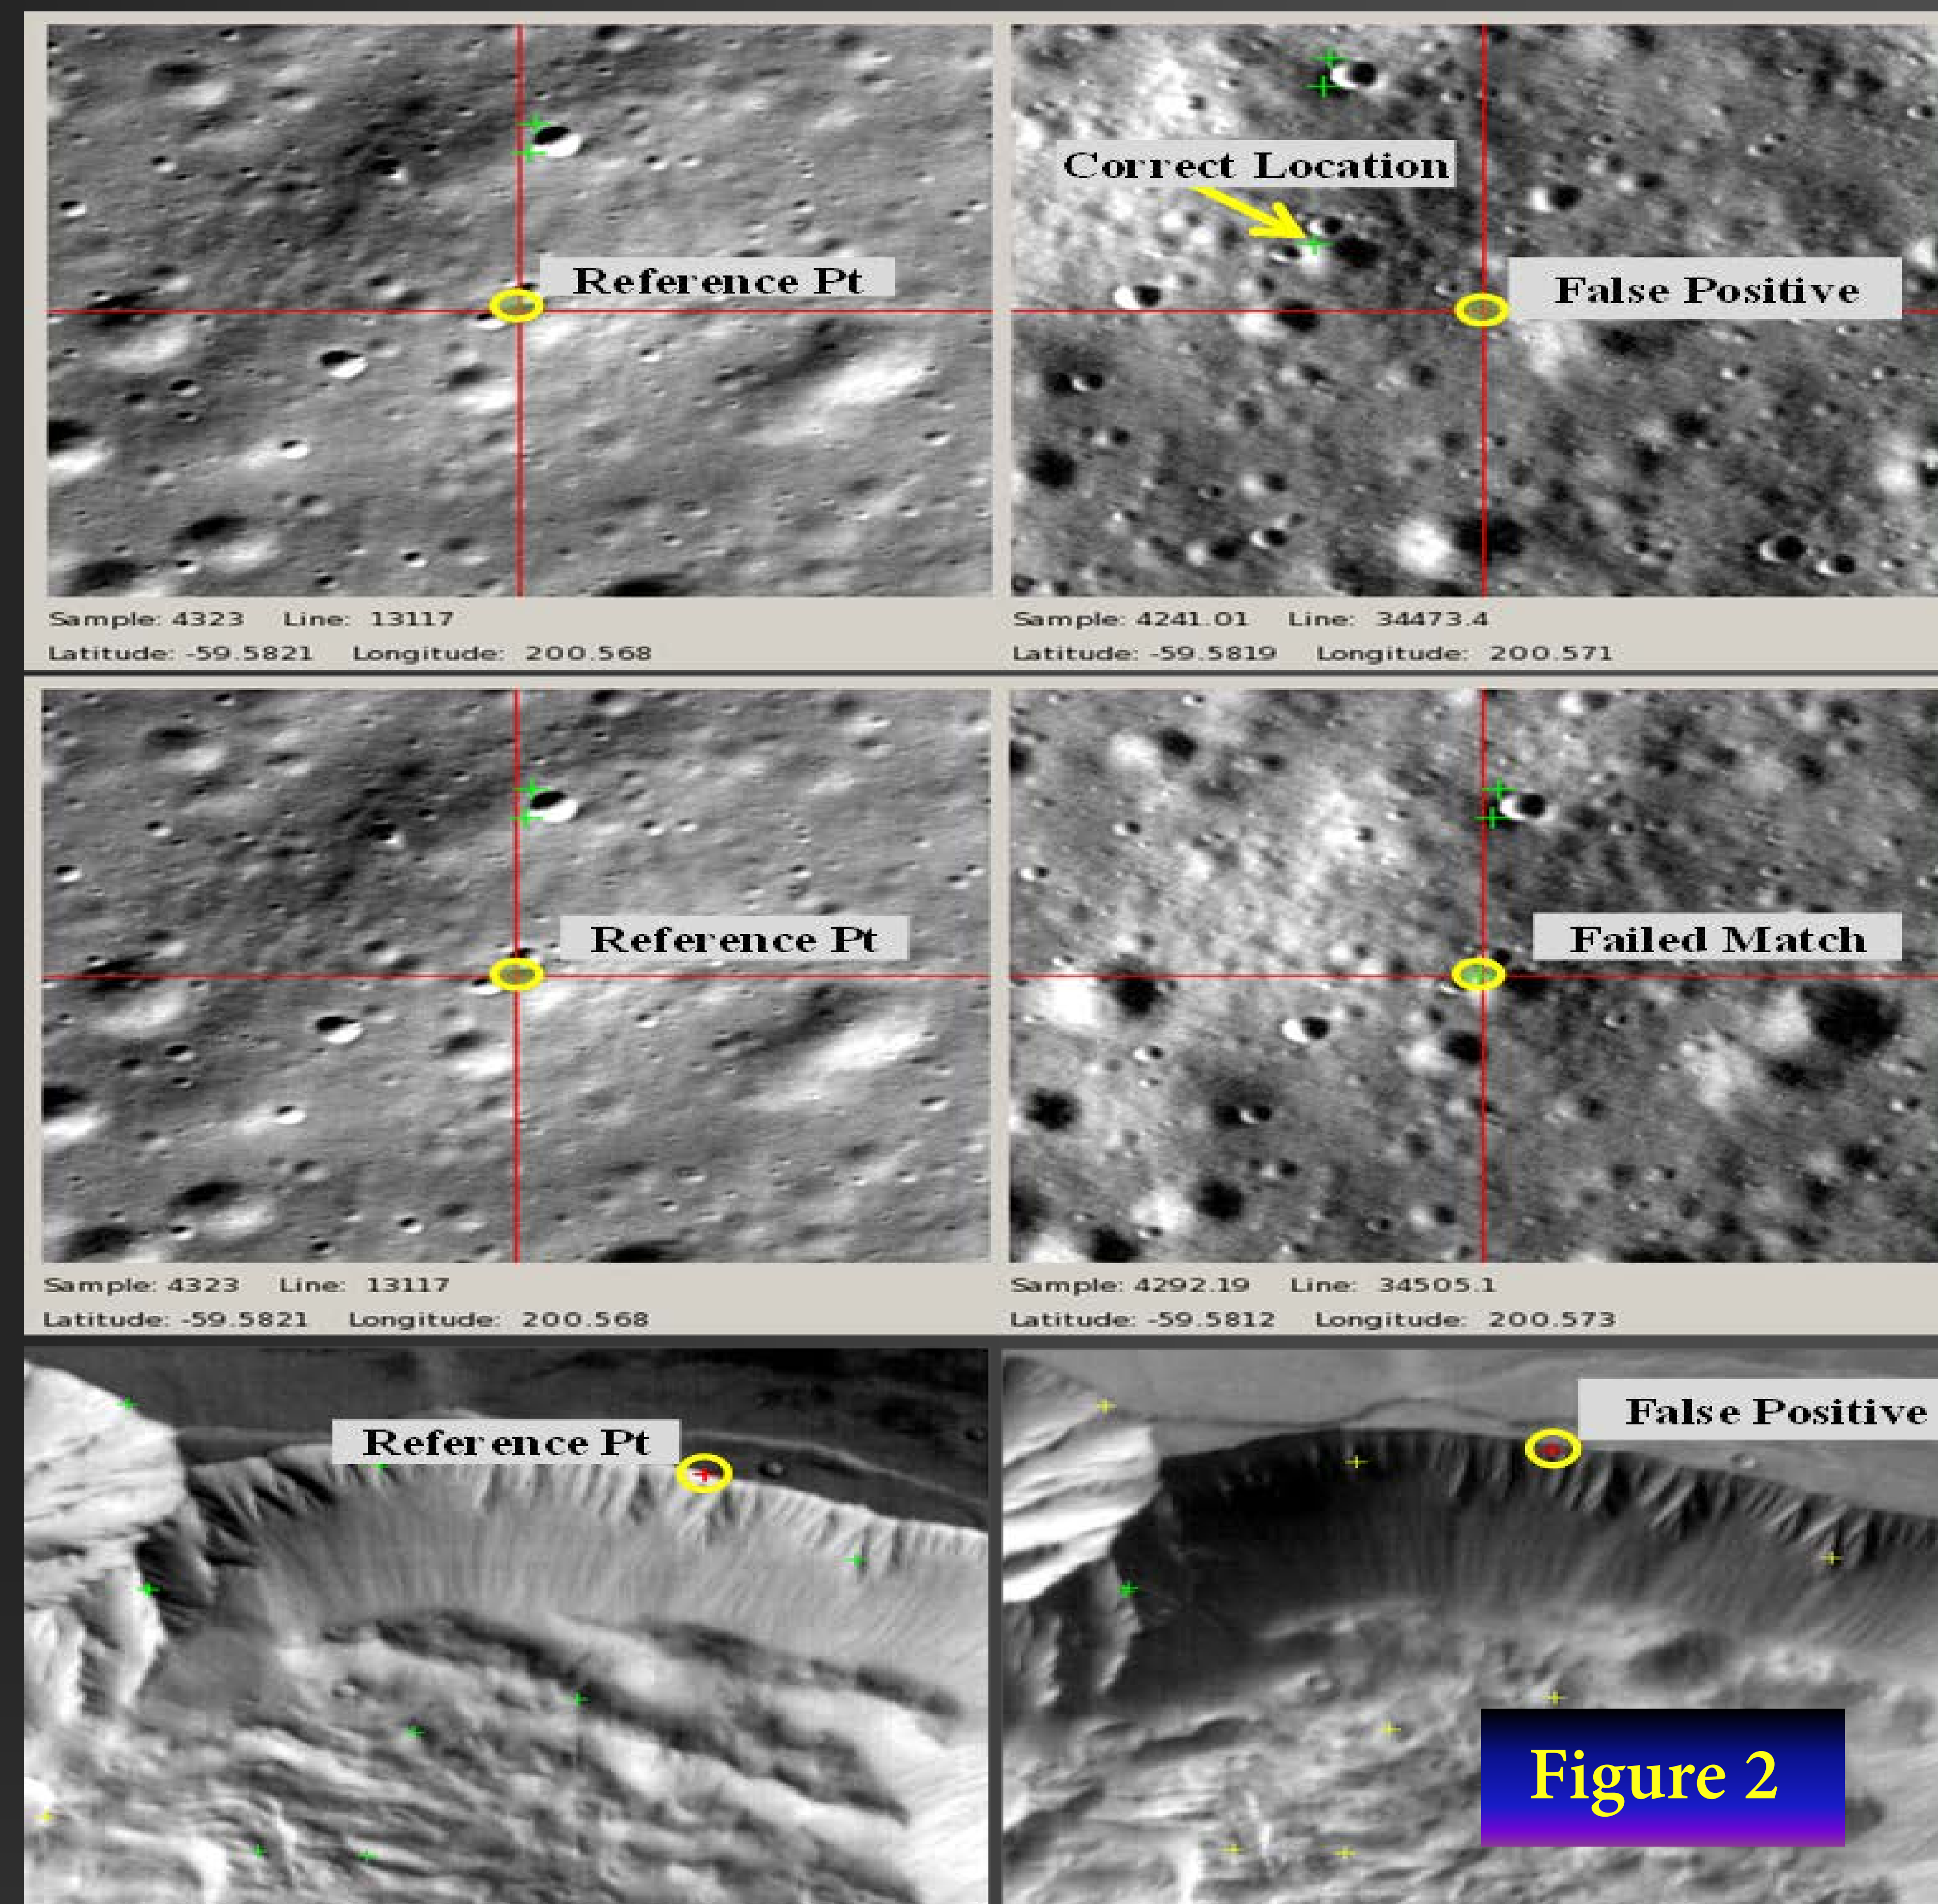 Correct Location
Reference Pt
False Positive
Sample: 4323 Line: 13117
Latitude: -59.5821 Longitude: 200.568
Sample: 4241.01 Line: 34473.4
Latitude: -59.5819 Longitude: 200.571
Reference Pt
Failed Match
Sample: 4323 Line: 13117
Latitude: -59.5821 Longitude: 200.568
Sample: 4292.19 Line: 34505.1
Latitude: -59.5812 Longitude: 200.573
Reference Pt
False Positive
Figure 2